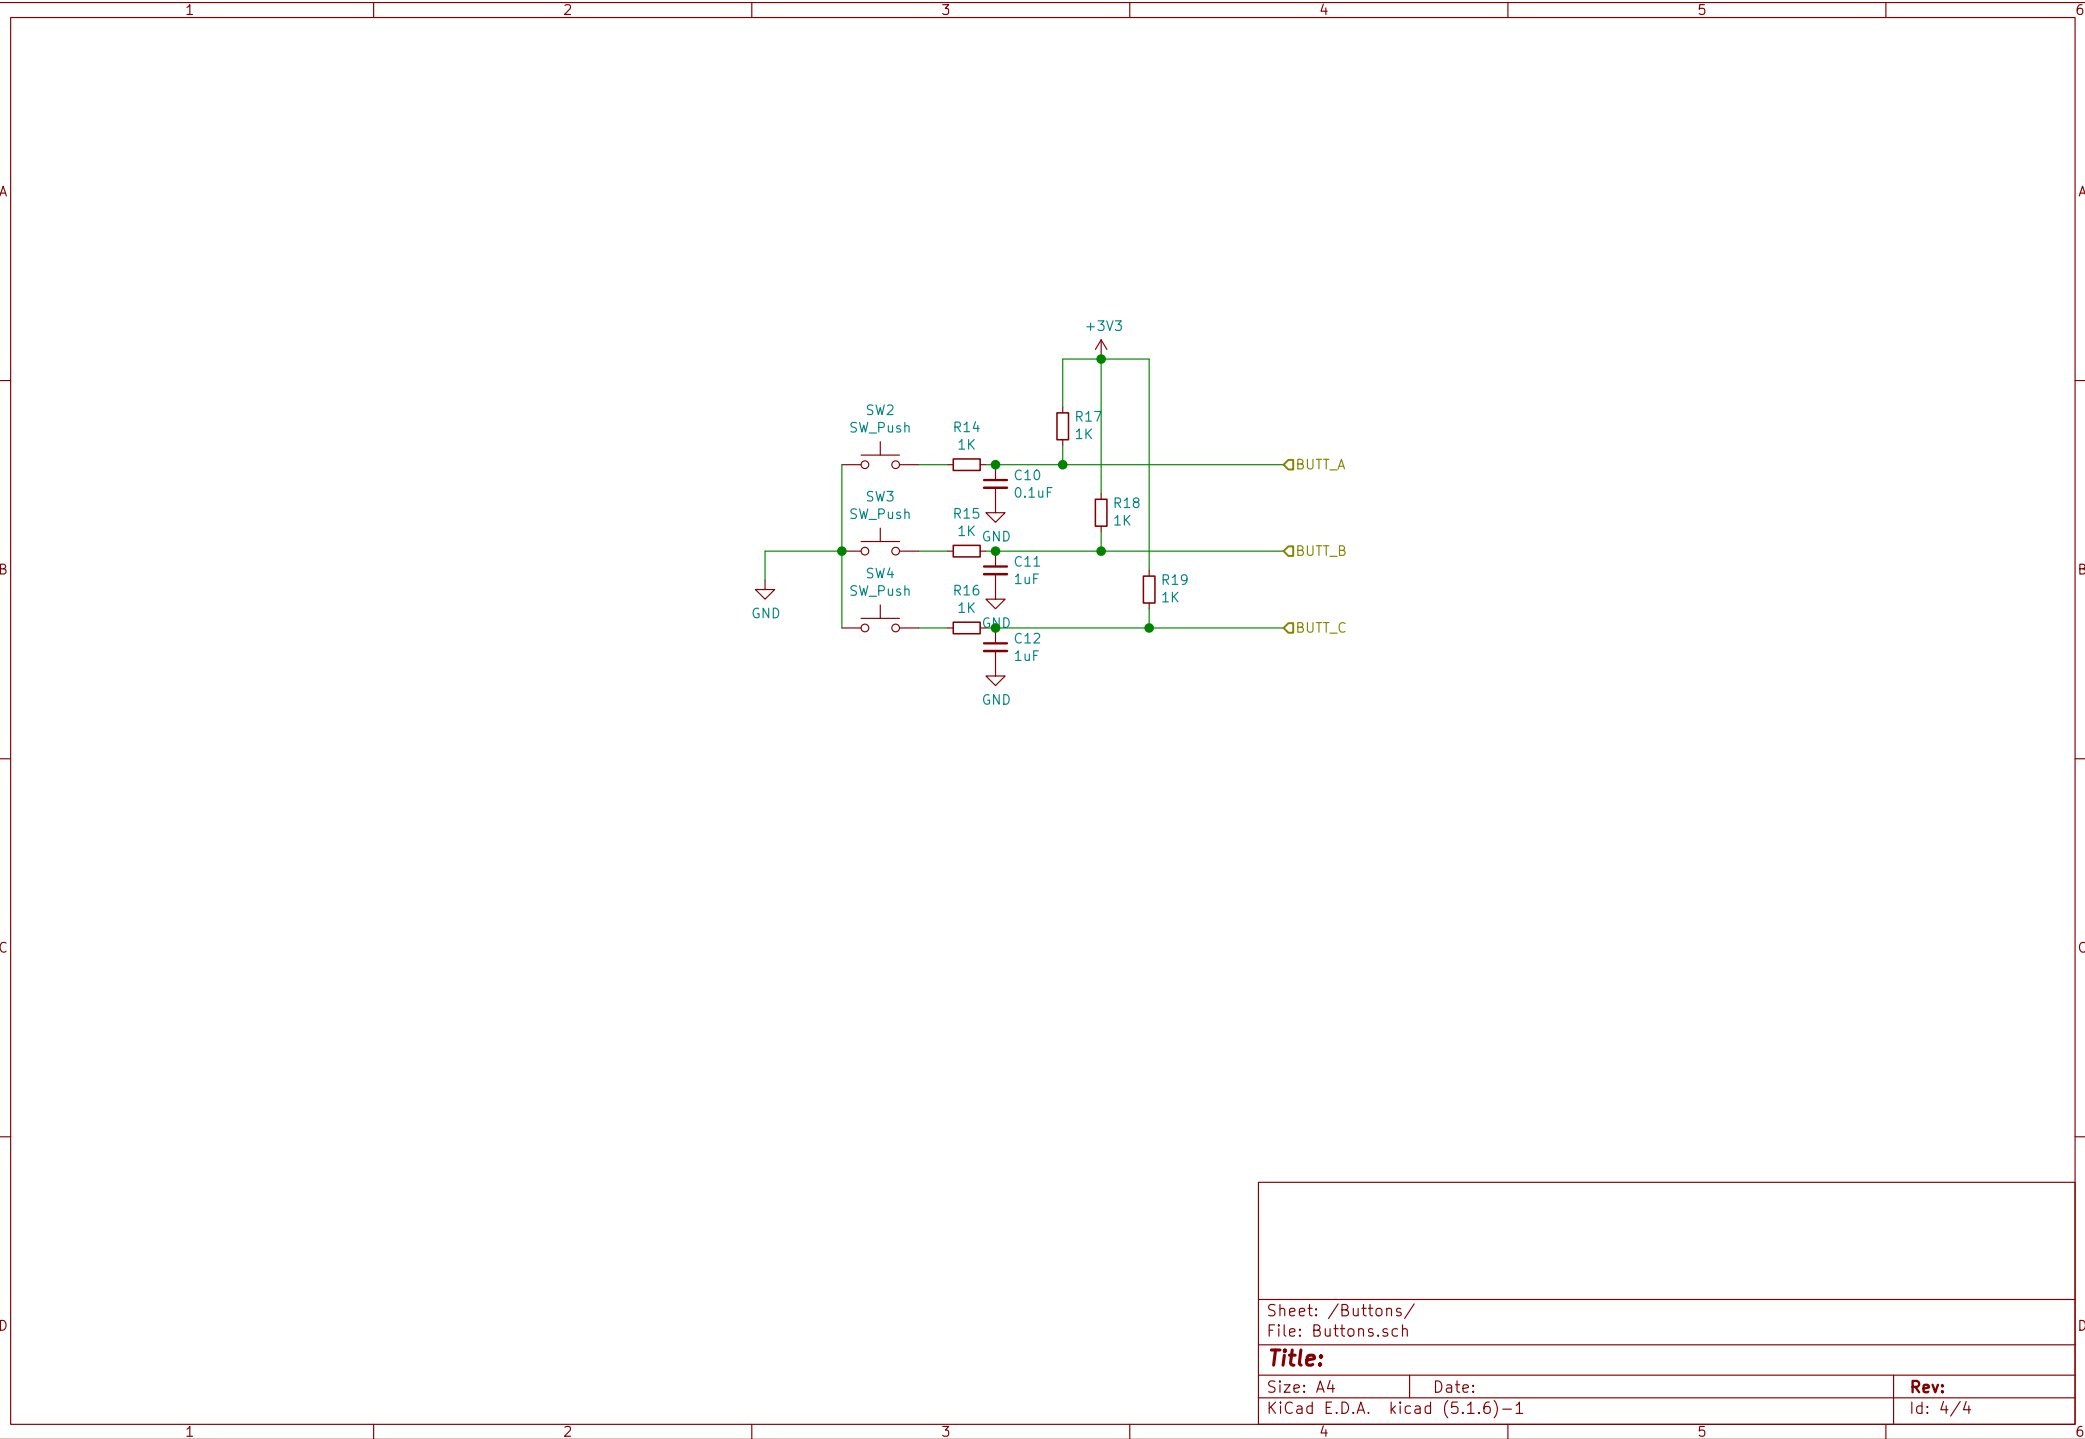 1 2 3 4 5 6
A A
+3V3
SW2
SW_Push
R14
1K
R17
1K
BUTT_A
C10
0.1uF
GND
SW3
SW_Push
R15
1K
R18
1K
BUTT_B
C11
1uF
GND
B B
GND
SW4
SW_Push
R16
1K
R19
1K
BUTT_C
C12
1uF
GND
C C
D D
Sheet: /Buttons/
File: Buttons.sch
Title:
Size: A4 Date: Rev:
KiCad E.D.A. kicad (5.1.6)-1 Id: 4/4
1 2 3 4 5 6